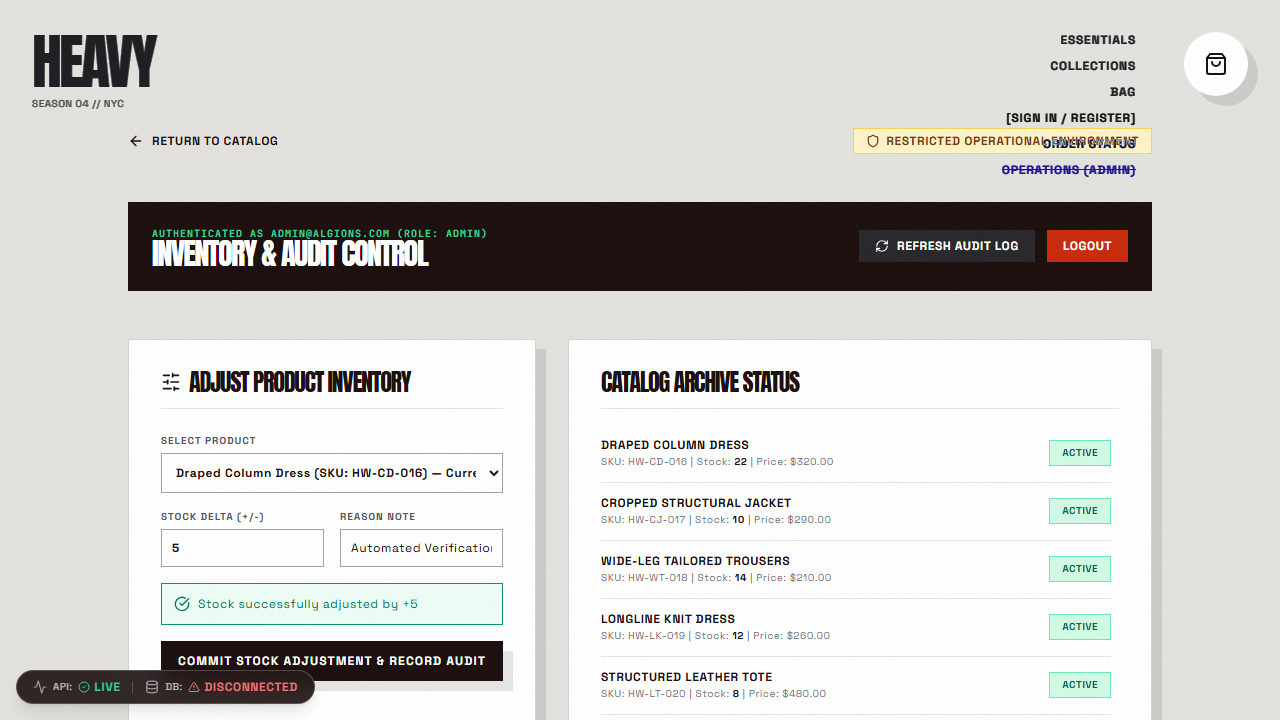 HEAVY
SEASON 04 // NYC
ESSENTIALS
COLLECTIONS
BAG
[SIGN IN / REGISTER]
ORDER STATUS
OPERATIONS (ADMIN)
RETURN TO CATALOG
RESTRICTED OPERATIONAL ENVIRONMENT
AUTHENTICATED AS ADMIN@ALGIONS.COM (ROLE: ADMIN)
INVENTORY & AUDIT CONTROL
REFRESH AUDIT LOG
LOGOUT
ADJUST PRODUCT INVENTORY
SELECT PRODUCT
Draped Column Dress (SKU: HW-CD-016) — Curre
STOCK DELTA (+/-)
REASON NOTE
5
Automated Verification
Stock successfully adjusted by +5
COMMIT STOCK ADJUSTMENT & RECORD AUDIT
CATALOG ARCHIVE STATUS
DRAPED COLUMN DRESS
SKU: HW-CD-016 | Stock: 22 | Price: $320.00
ACTIVE
CROPPED STRUCTURAL JACKET
SKU: HW-CJ-017 | Stock: 10 | Price: $290.00
ACTIVE
WIDE-LEG TAILORED TROUSERS
SKU: HW-WT-018 | Stock: 14 | Price: $210.00
ACTIVE
LONGLINE KNIT DRESS
SKU: HW-LK-019 | Stock: 12 | Price: $260.00
ACTIVE
STRUCTURED LEATHER TOTE
SKU: HW-LT-020 | Stock: 8 | Price: $480.00
ACTIVE
API: LIVE
DB: DISCONNECTED